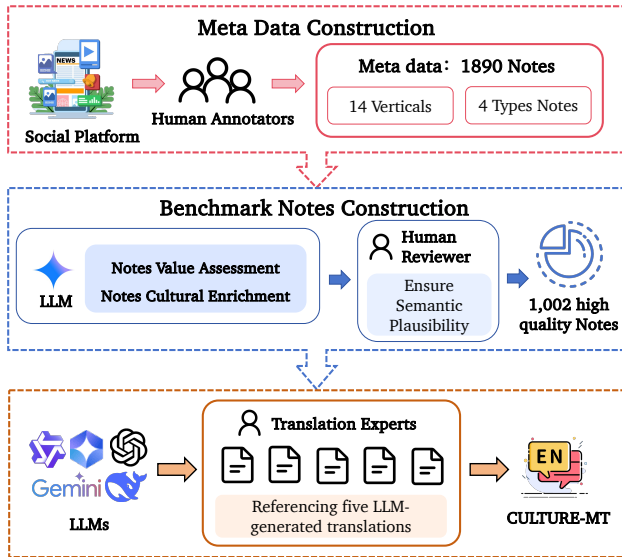 Meta Data Construction
NEWS
Social Platform
Human Annotators
Meta data: 1890 Notes
14 Verticals
4 Types Notes
Benchmark Notes Construction
LLM
Notes Value Assessment
Notes Cultural Enrichment
Human
Reviewer
Ensure
Semantic
Plausibility
1,002 high
quality Notes
Gemini
LLMs
Translation Experts
Referencing five LLM-
generated translations
EN
CULTURE-MT